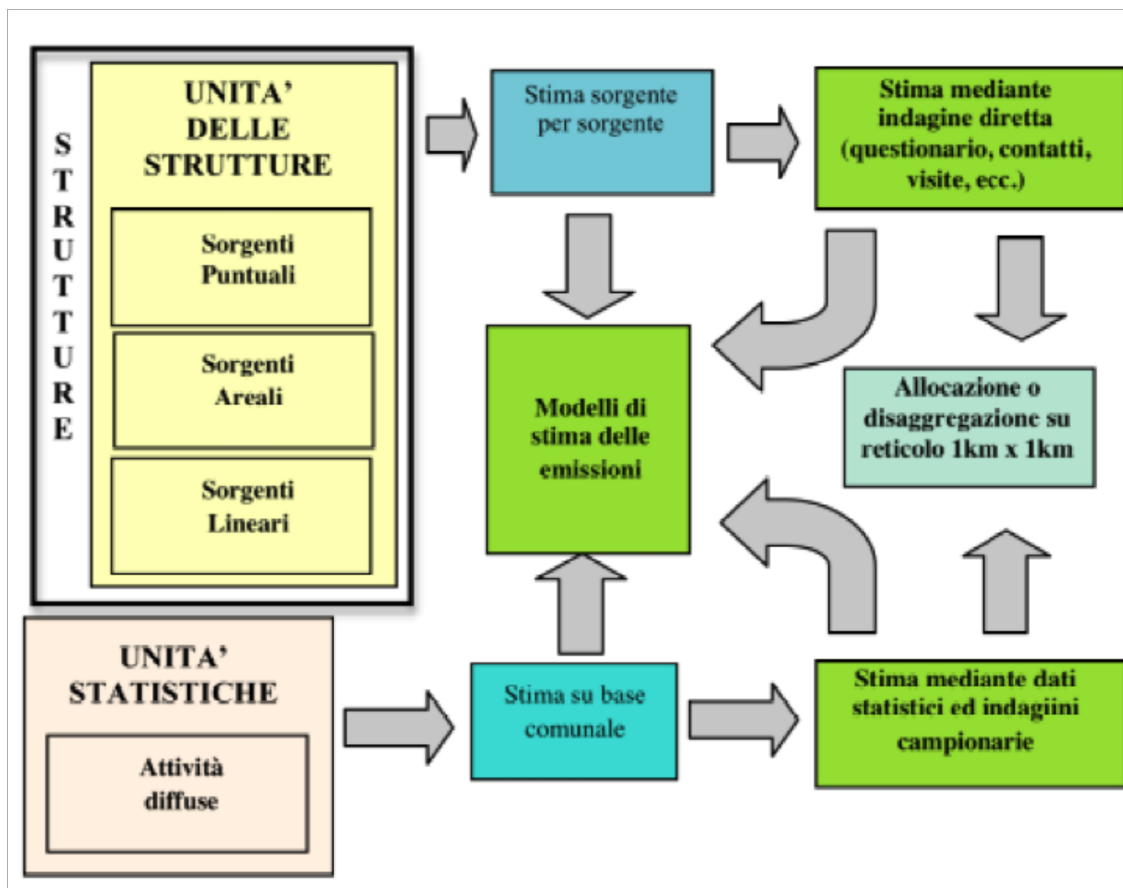 STRUTTURE
UNITA’
DELLE
STRUTTURE
Sorgenti
Puntuali
Sorgenti
Areali
Sorgenti
Lineari
Stima sorgente
per sorgente
Stima mediante
indagine diretta
(questionario, contatti,
visite, ecc.)
Modelli di
stima delle
emissioni
Allocazione o
disaggregazione su
reticolo 1km x 1km
UNITA’
STATISTICHE
Attività
diffuse
Stima su base
comunale
Stima mediante dati
statistici ed indagiini
campionarie